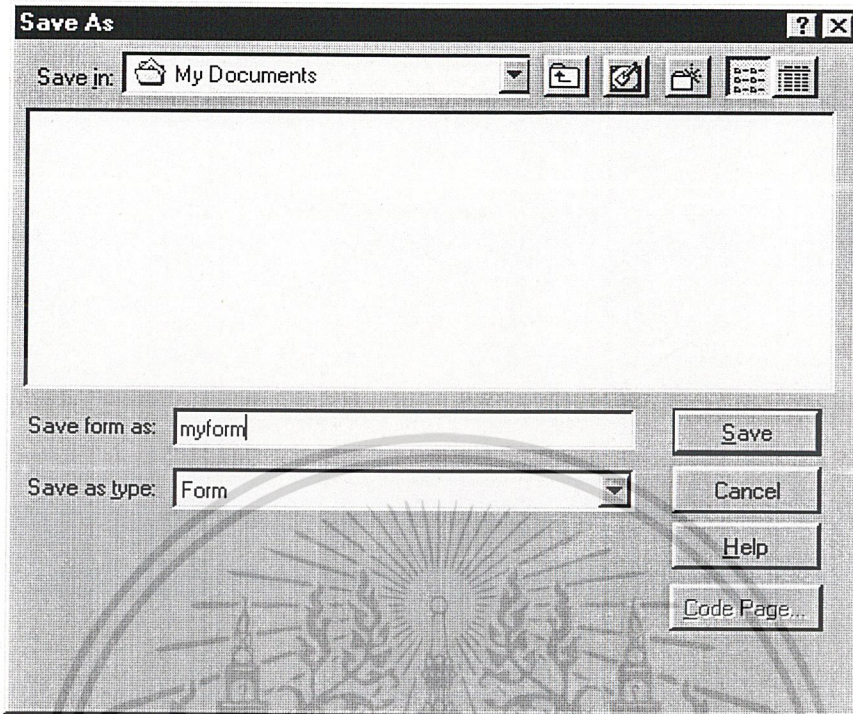 Save As
Save in: My Documents
Save form as: myform Save
Save as type: Form Cancel
Help
Code Page...